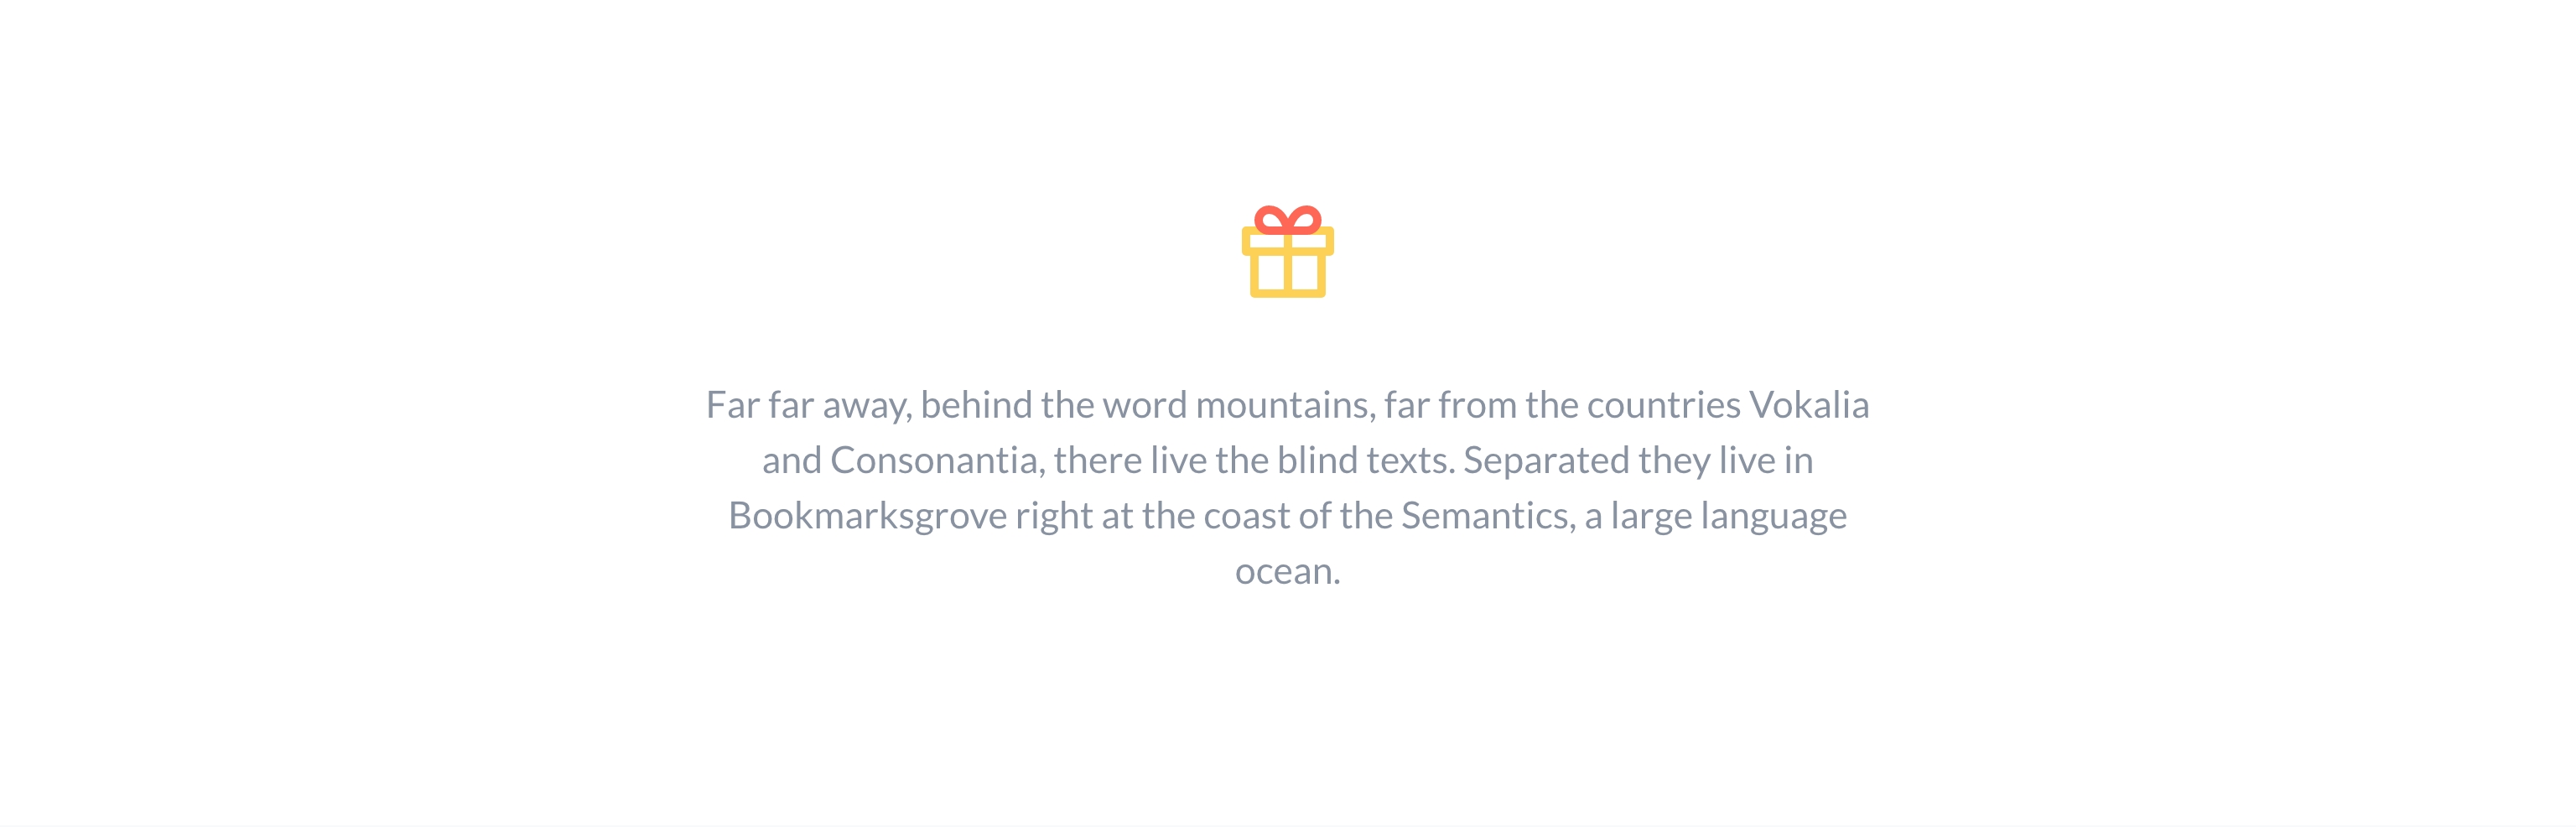 Far far away, behind the word mountains, far from the countries Vokalia
and Consonantia, there live the blind texts. Separated they live in
Bookmarksgrove right at the coast of the Semantics, a large language
ocean.